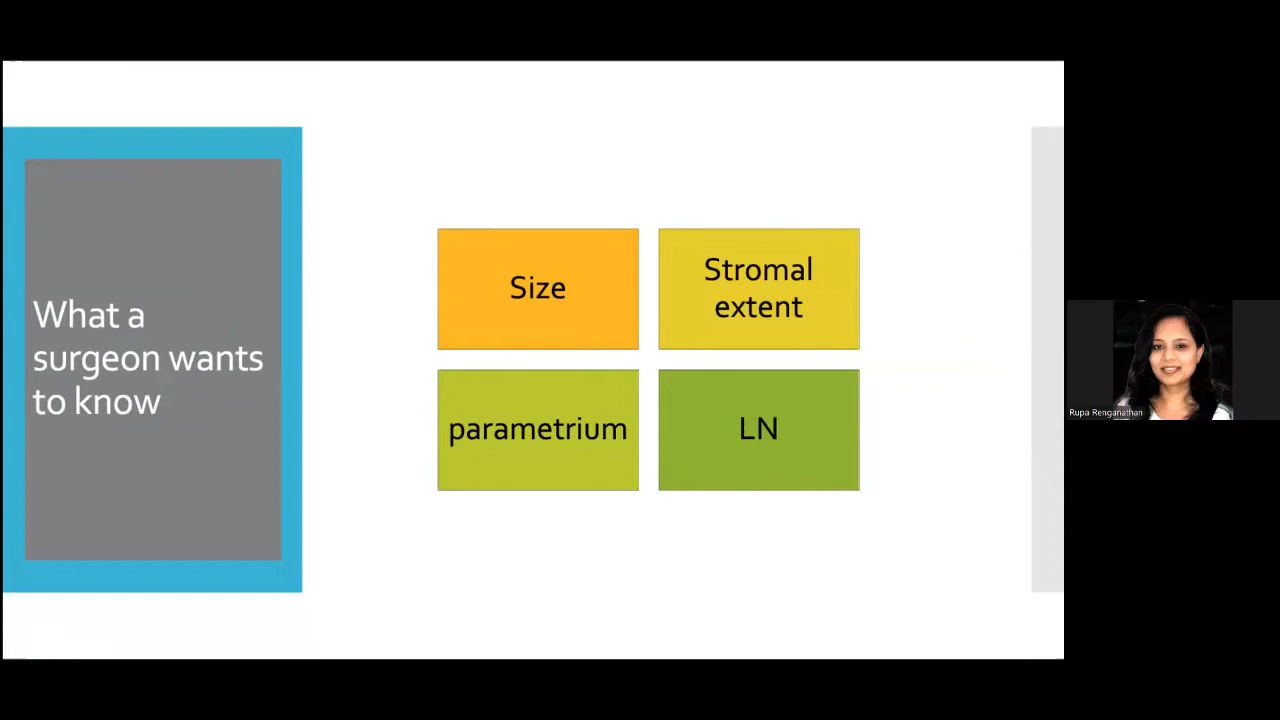 What a
surgeon wants
to know
Size
Stromal
extent
parametrium
LN
Rupa Renganathan